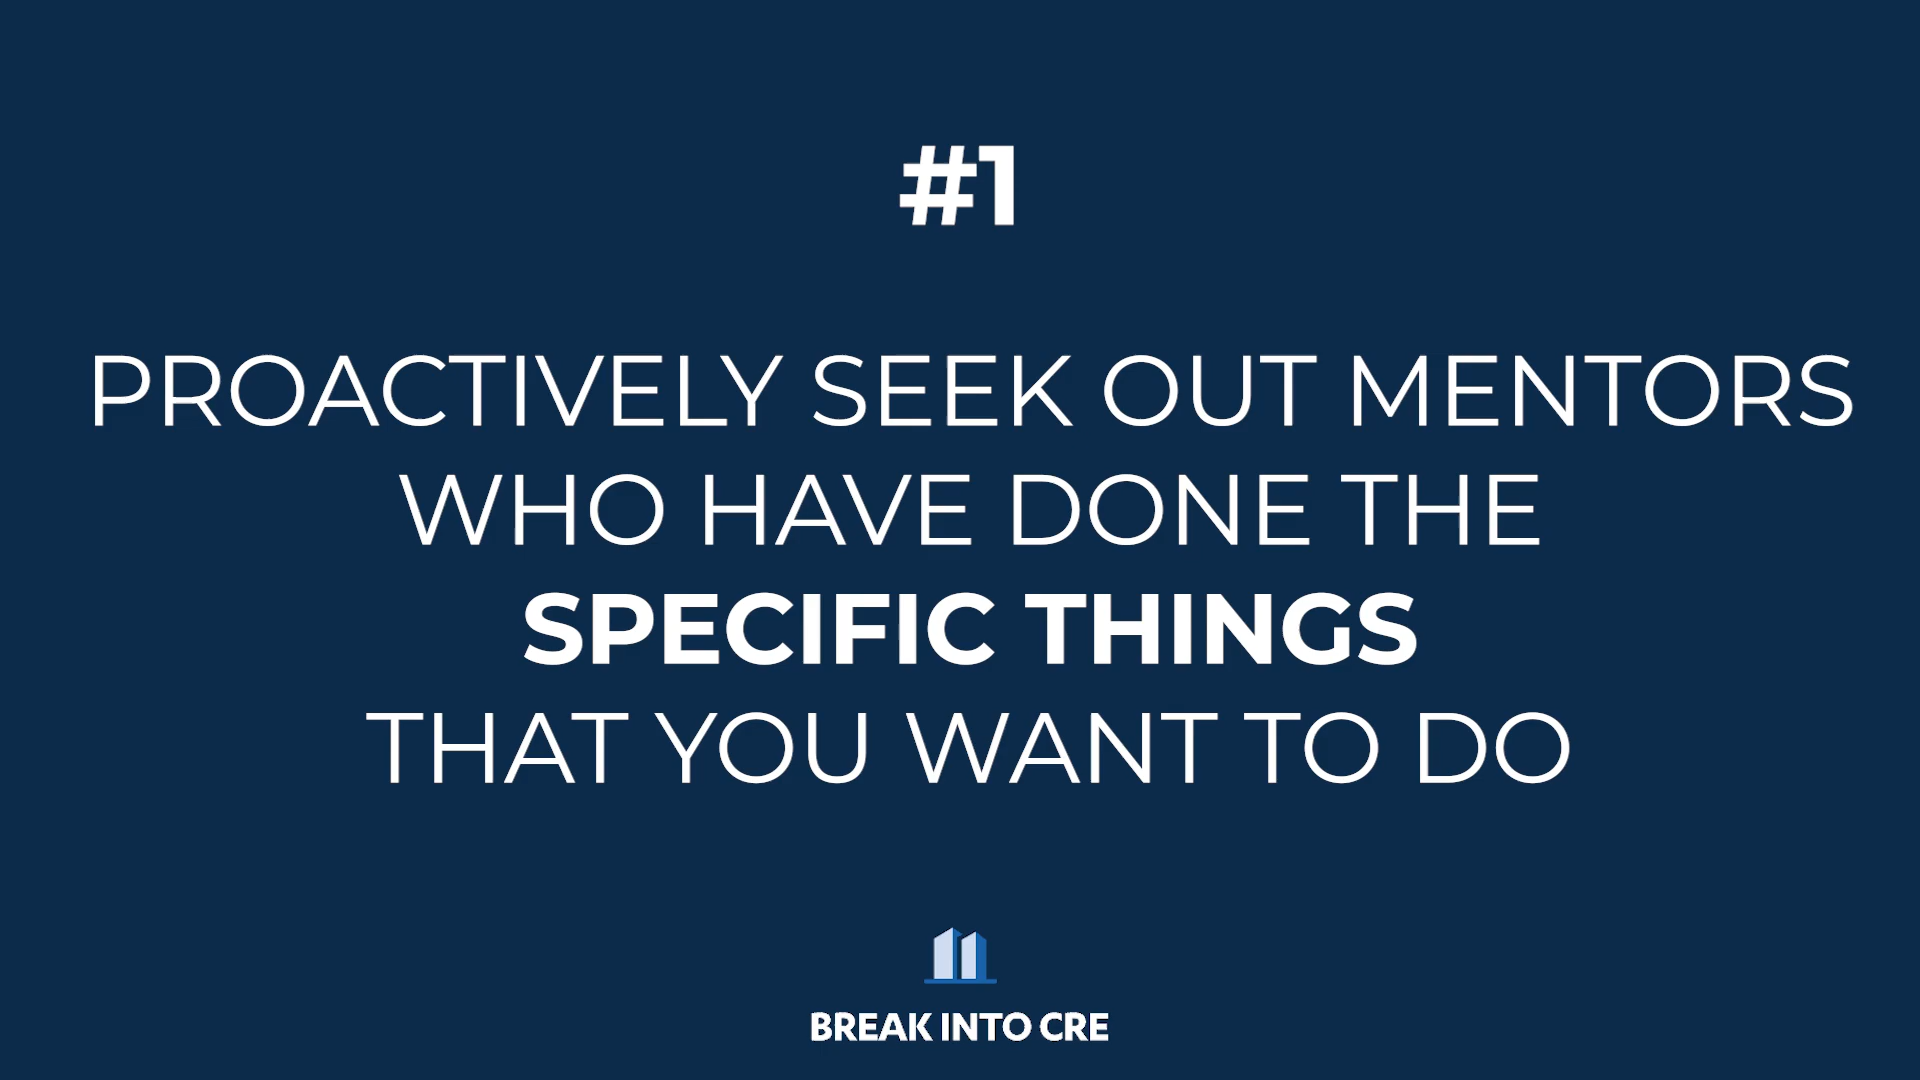 #1
PROACTIVELY SEEK OUT MENTORS
WHO HAVE DONE THE
SPECIFIC THINGS
THAT YOU WANT TO DO
BREAK INTO CRE